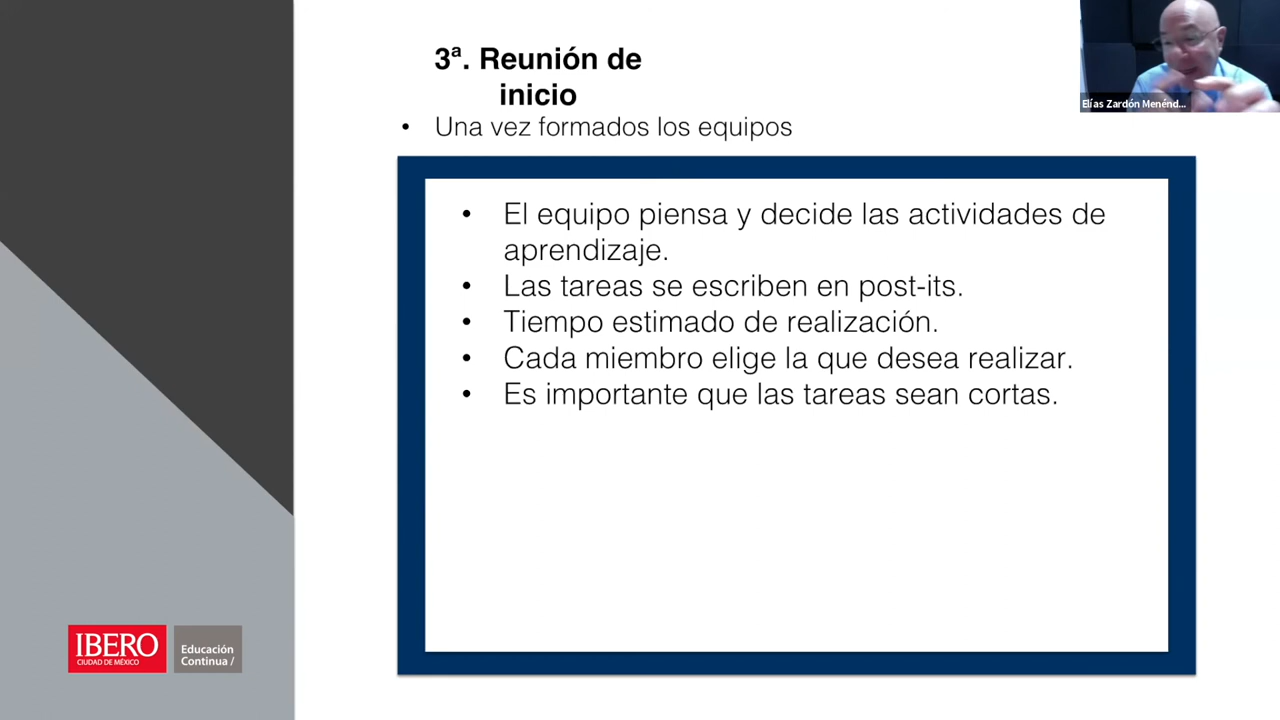 3ª. Reunión de
inicio
• Una vez formados los equipos
• El equipo piensa y decide las actividades de
aprendizaje.
• Las tareas se escriben en post-its.
• Tiempo estimado de realización.
• Cada miembro elige la que desea realizar.
• Es importante que las tareas sean cortas.
Elías Zardón Menénd...
IBERO
CIUDAD DE MÉXICO
Educación
Continua /